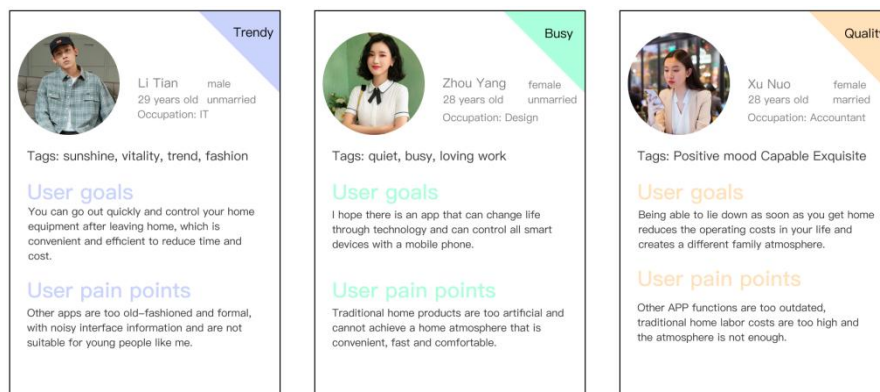 Trendy
Li Tian male
29 years old unmarried
Occupation: IT
Tags: sunshine, vitality, trend, fashion
User goals
You can go out quickly and control your home
equipment after leaving home, which is
convenient and efficient to reduce time and
cost.
User pain points
Other apps are too old-fashioned and formal,
with noisy interface information and are not
suitable for young people like me.
Busy
Zhou Yang female
28 years old unmarried
Occupation: Design
Tags: quiet, busy, loving work
User goals
I hope there is an app that can change life
through technology and can control all smart
devices with a mobile phone.
User pain points
Traditional home products are too artificial and
cannot achieve a home atmosphere that is
convenient, fast and comfortable.
Quality
Xu Nuo female
28 years old married
Occupation: Accountant
Tags: Positive mood Capable Exquisite
User goals
Being able to lie down as soon as you get home
reduces the operating costs in your life and
creates a different family atmosphere.
User pain points
Other APP functions are too outdated,
traditional home labor costs are too high and
the atmosphere is not enough.